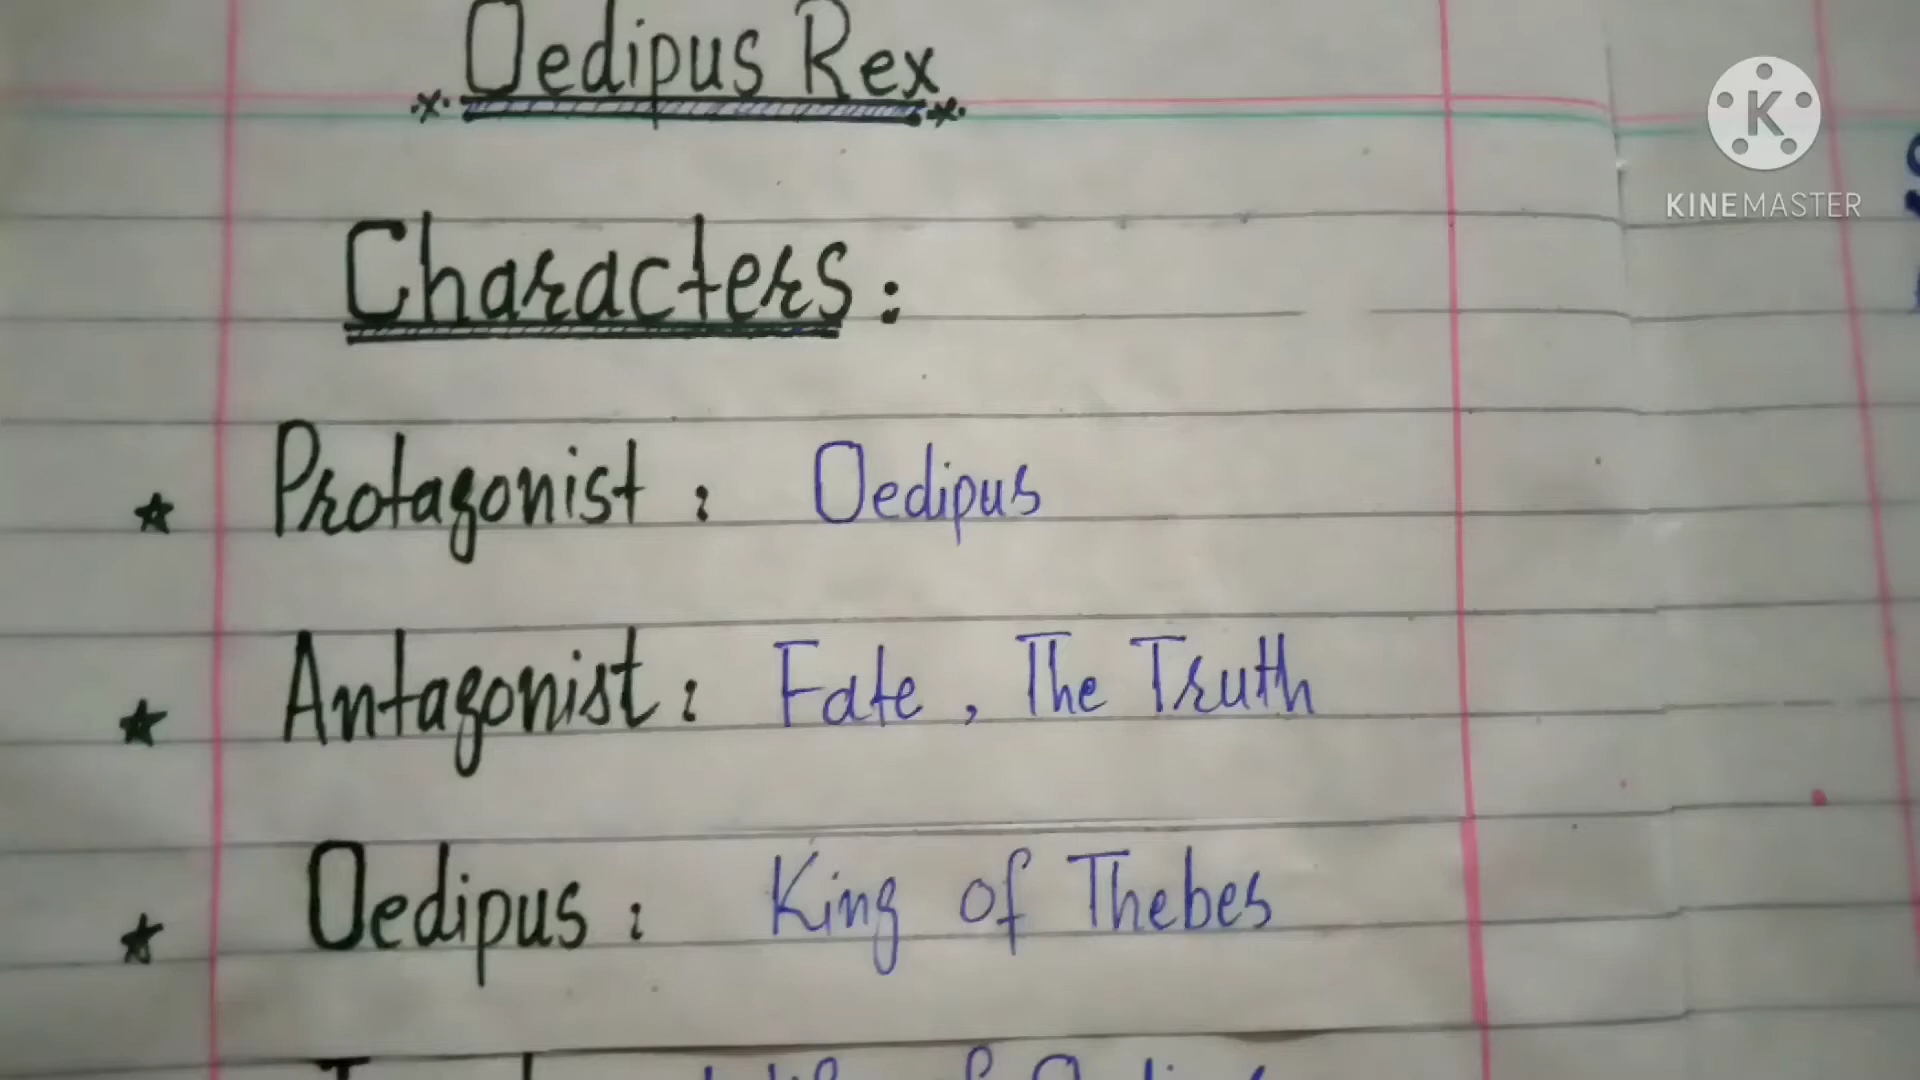 Oedipus Rex
K
KINEMASTER
Characters:
Protagonist: Oedipus
Antagonist: Fate, The Truth
Oedipus: King of Thebes